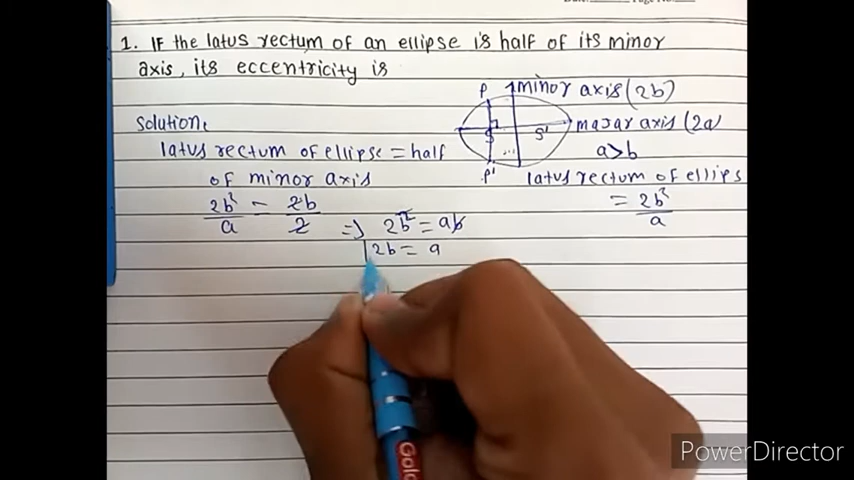 1. IF the latus rectum of an ellipse is half of its minor
axis, its eccentricity is
P minor axis (2b)
Solution,
S S' major axis (2a)
latus rectum of ellipse = half
a>b
of minor axis
P'
latus rectum of ellips
2b²/a = 2b/2 => 2b² = ab
= 2b²/a
2b = a
Gol
PowerDirector